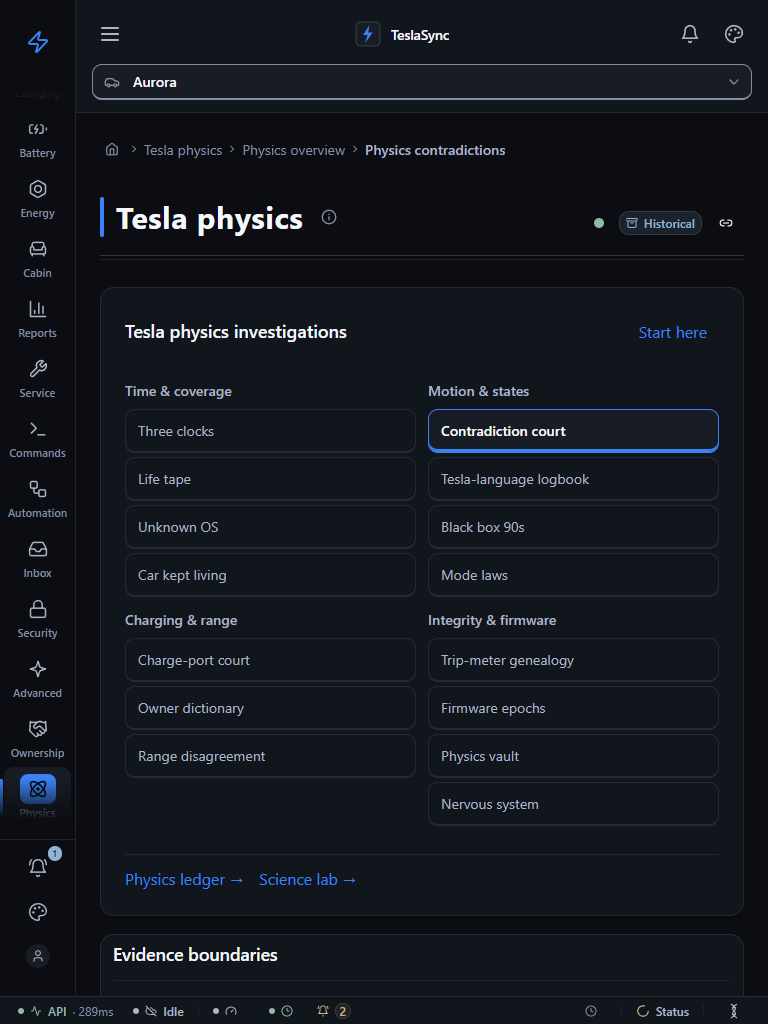 TeslaSync
Aurora
Charging
Battery
Energy
Cabin
Reports
Service
Commands
Automation
Inbox
Security
Advanced
Ownership
Physics
1
Tesla physics > Physics overview > Physics contradictions
Tesla physics
Historical
Tesla physics investigations
Start here
Time & coverage
Three clocks
Life tape
Unknown OS
Car kept living
Motion & states
Contradiction court
Tesla-language logbook
Black box 90s
Mode laws
Charging & range
Charge-port court
Owner dictionary
Range disagreement
Integrity & firmware
Trip-meter genealogy
Firmware epochs
Physics vault
Nervous system
Physics ledger → Science lab →
Evidence boundaries
API · 289ms Idle 2 Status